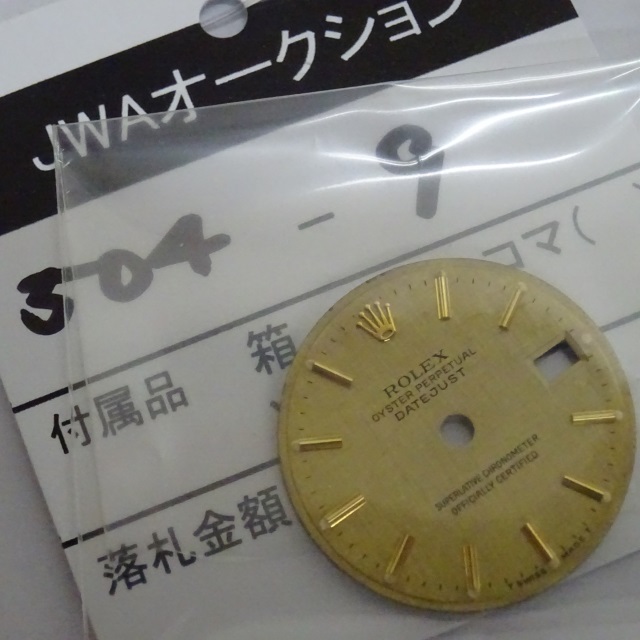 JWAオークション
504-9
コマ(
付属品 箱
落札金額
ROLEX
OYSTER PERPETUAL
DATEJUST
SUPERLATIVE CHRONOMETER
OFFICIALLY CERTIFIED